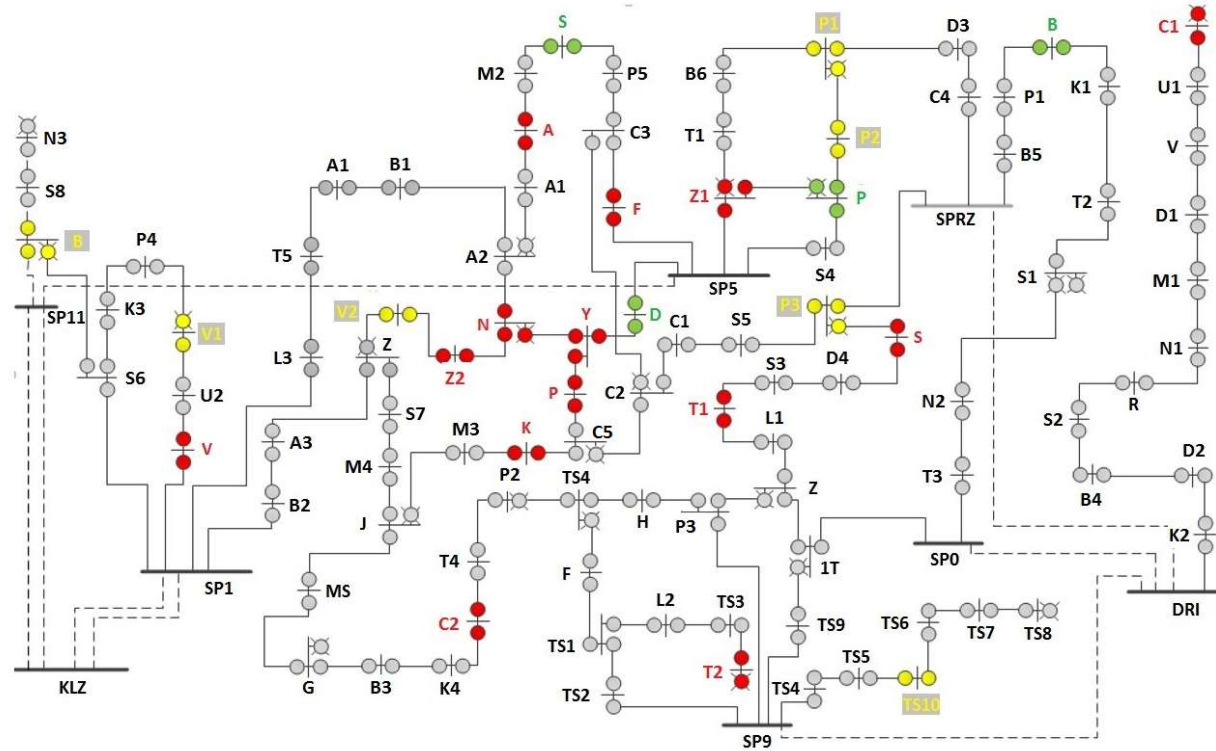 S
P1
D3
B
C1
M2
P5
B6
C4
P1
K1
U1
N3
A
C3
T1
P2
V
S8
A1
B1
A1
B5
F
Z1
P
SPRZ
T2
D1
B
P4
T5
A2
S4
S1
SP11
K3
V1
V2
N
Y
D
SP5
P3
M1
S6
L3
Z
Z2
C1
S5
S
N1
U2
S7
P
C2
S3
D4
N2
S2
R
V
A3
M3
K
C5
T1
L1
B2
M4
P2
TS4
Z
T3
B4
D2
J
H
P3
SP0
K2
SP1
MS
T4
F
1T
DRI
C2
L2
TS3
TS9
TS6
TS7
TS8
KLZ
G
B3
K4
TS1
TS2
T2
TS4
TS5
TS10
SP9